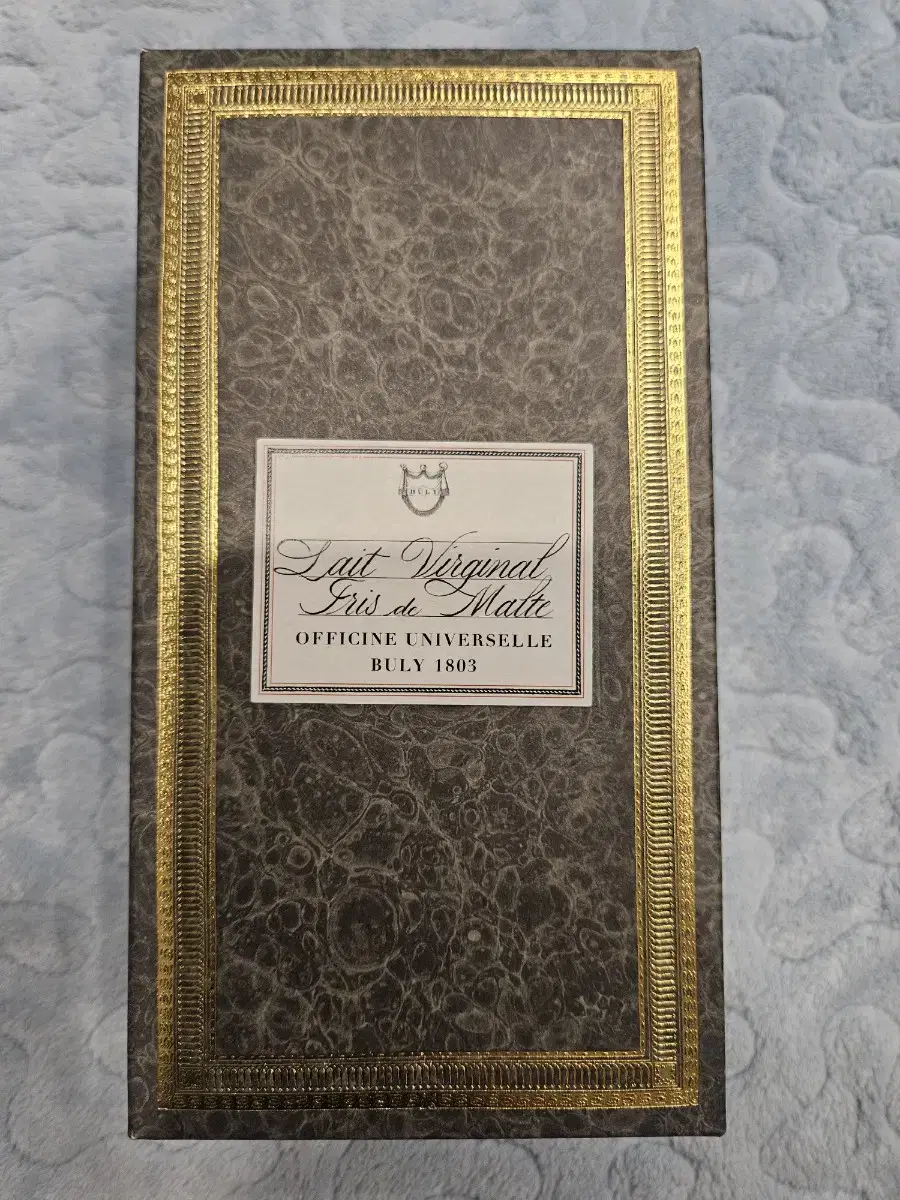 BULY
Lait Virginal
Iris de Malte
OFFICINE UNIVERSELLE
BULY 1803